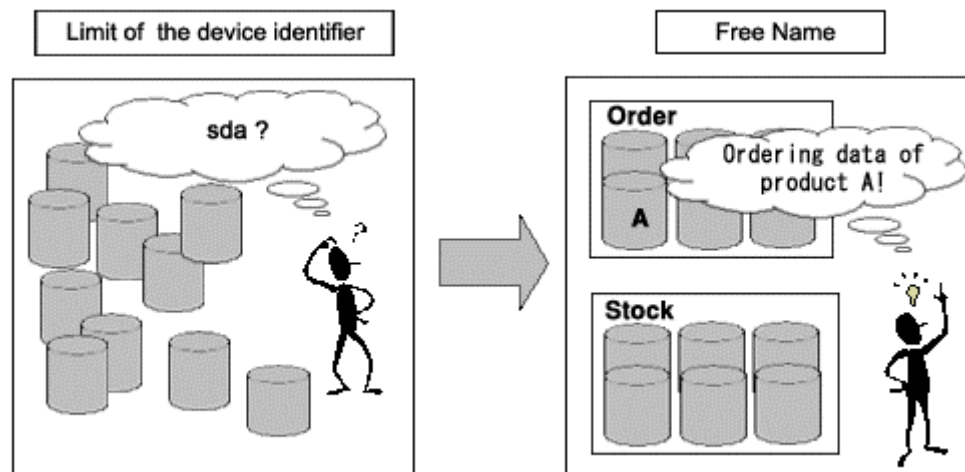 Limit of the device identifier
Free Name
sda ?
?
Order
Ordering data of
product A!
A
Stock